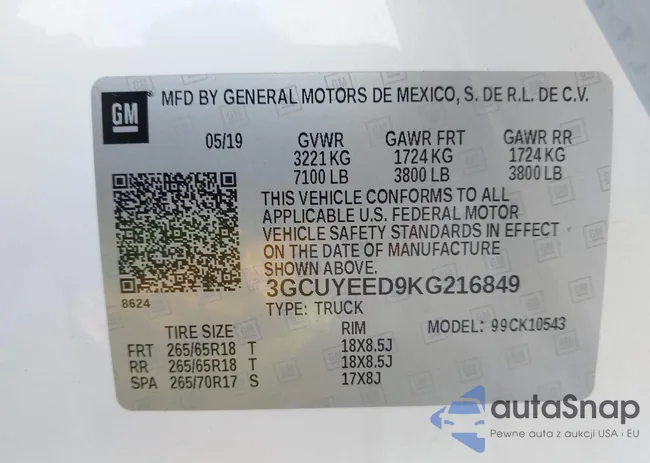 GM MFD BY GENERAL MOTORS DE MEXICO, S. DE R.L. DE C.V.
05/19 GVWR GAWR FRT GAWR RR
3221 KG 1724 KG 1724 KG
7100 LB 3800 LB 3800 LB
THIS VEHICLE CONFORMS TO ALL
APPLICABLE U.S. FEDERAL MOTOR
VEHICLE SAFETY STANDARDS IN EFFECT
ON THE DATE OF MANUFACTURE
SHOWN ABOVE.
8624
3GCUYEED9KG216849
TYPE: TRUCK MODEL: 99CK10543
TIRE SIZE RIM
FRT 265/65R18 T 18X8.5J
RR 265/65R18 T 18X8.5J
SPA 265/70R17 S 17X8J
autaSnap
Pewne auta z aukcji USA i EU